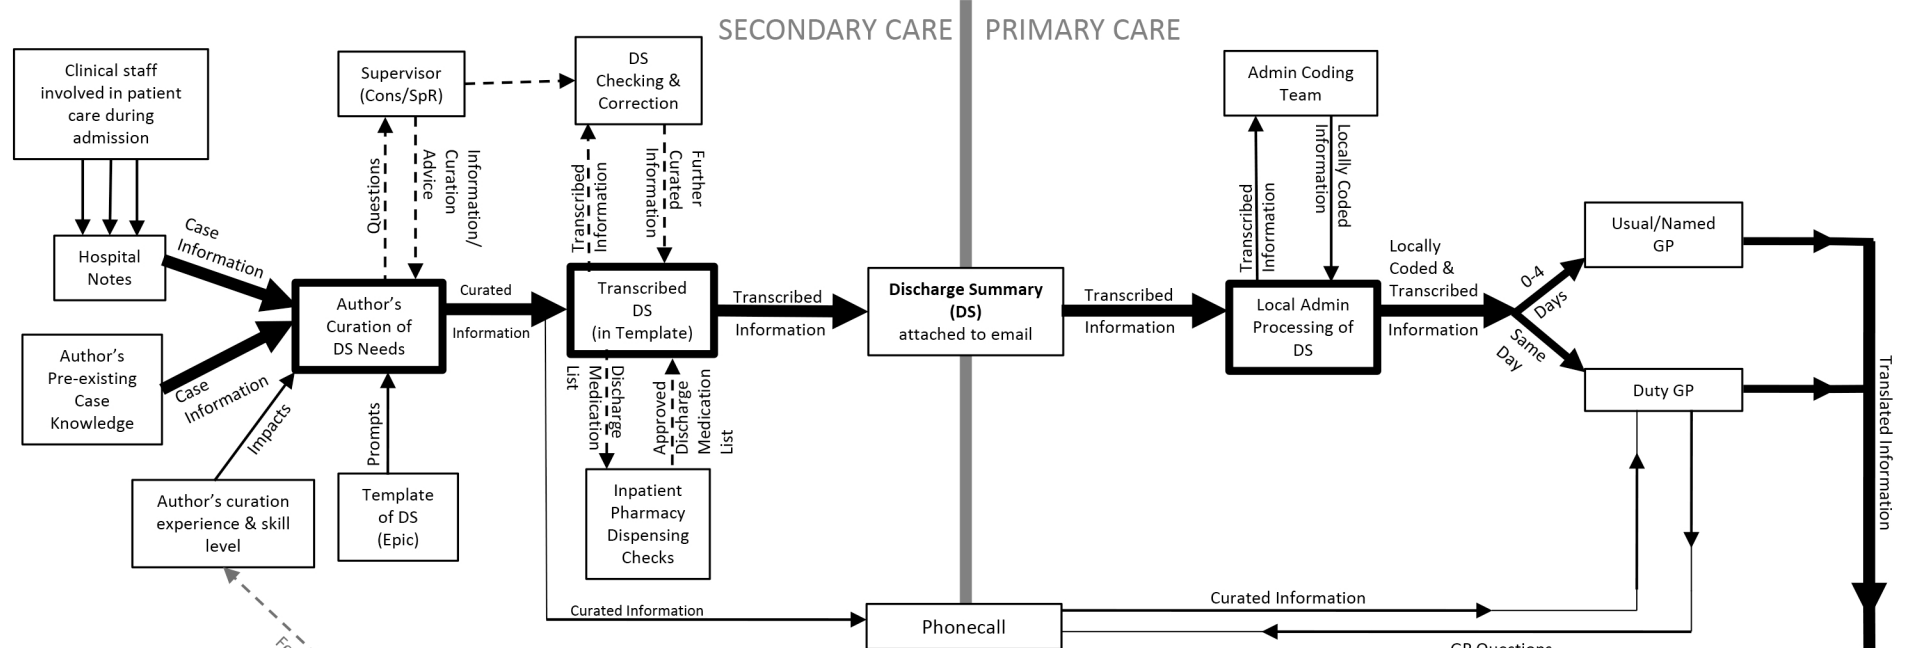 SECONDARY CARE
PRIMARY CARE
Clinical staff
involved in patient
care during
admission
Supervisor
(Cons/SpR)
DS
Checking &
Correction
Admin Coding
Team
Questions
Information/
Curation
Advice
Transcribed
Information
Further
Curated
Information
Transcribed
Information
Locally Coded
Information
Hospital
Notes
Case
Information
Author's
Curation of
DS Needs
Curated
Information
Transcribed
DS
(in Template)
Transcribed
Information
Discharge Summary
(DS)
attached to email
Transcribed
Information
Local Admin
Processing of
DS
Locally
Coded &
Transcribed
Information
0-4
Days
Same
Day
Usual/Named
GP
Duty GP
Translated Information
Author's
Pre-existing
Case
Knowledge
Case
Information
Impacts
Prompts
Discharge
Medication
List
Approved
Discharge
Medication
List
Author's curation
experience & skill
level
Template
of DS
(Epic)
Inpatient
Pharmacy
Dispensing
Checks
Curated Information
Phonecall
Curated Information
GP Questions